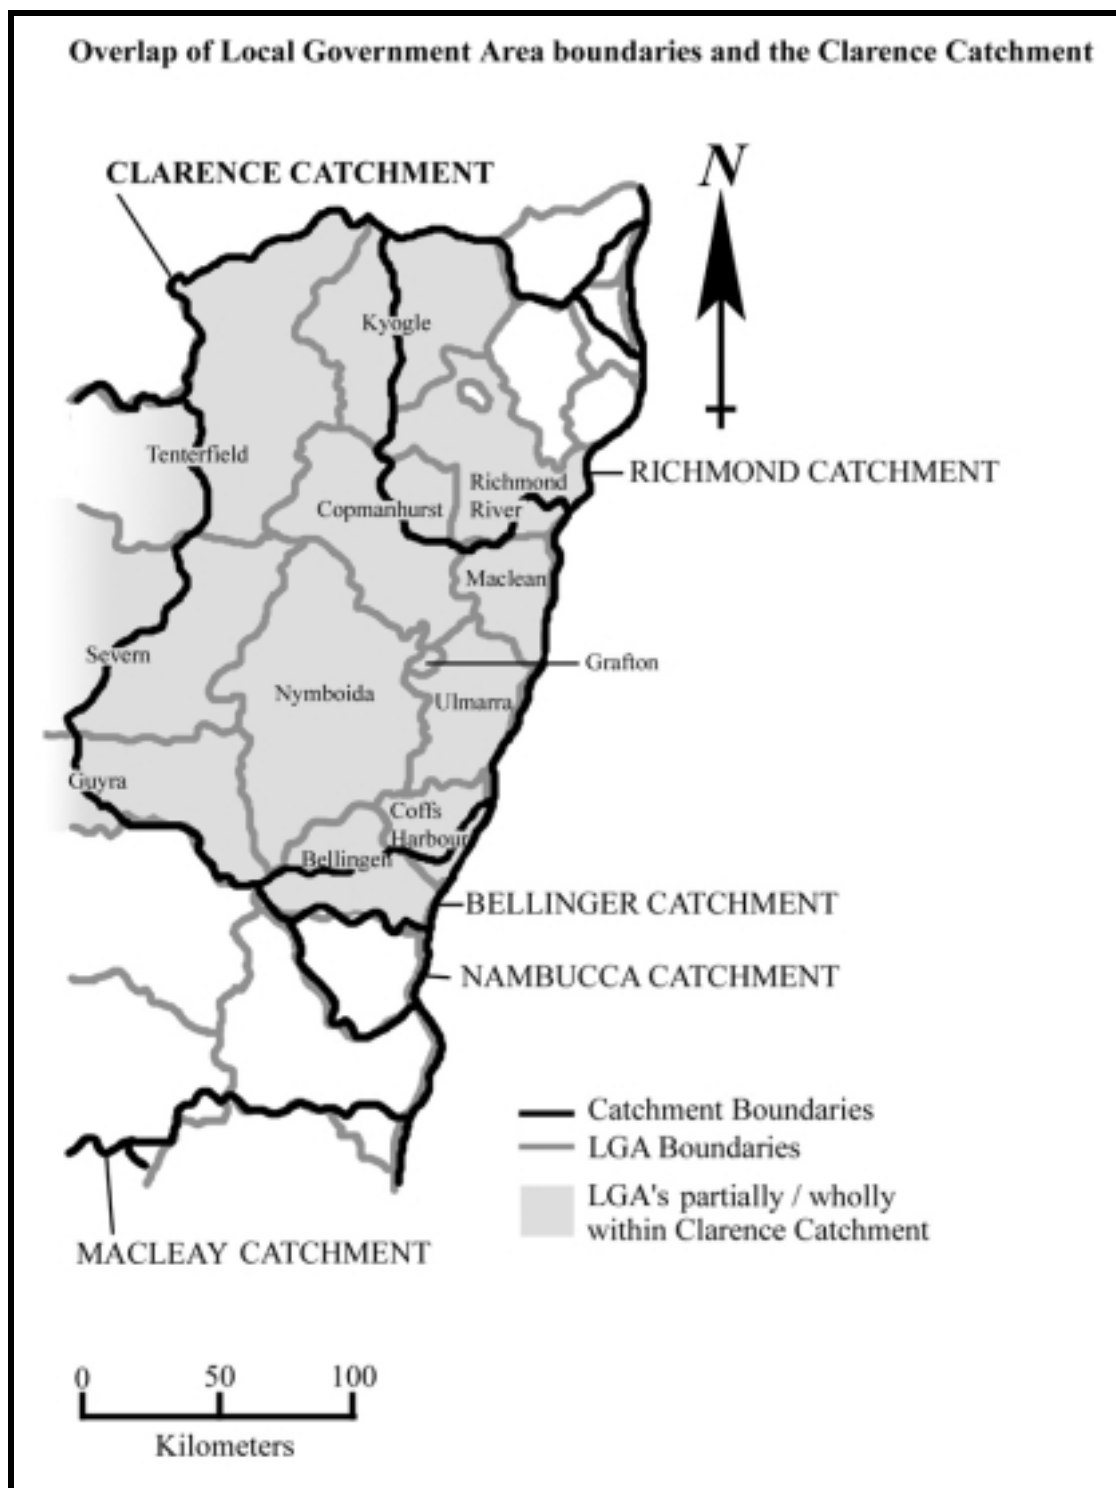 Overlap of Local Government Area boundaries and the Clarence Catchment
CLARENCE CATCHMENT
N
Kyogle
Tenterfield
RICHMOND CATCHMENT
Richmond
River
Copmanhurst
Maclean
Severn
Grafton
Nymboida
Ulmarra
Guyra
Coffs
Harbour
Bellingen
BELLINGER CATCHMENT
NAMBUCCA CATCHMENT
Catchment Boundaries
LGA Boundaries
LGA's partially / wholly
within Clarence Catchment
MACLEAY CATCHMENT
0 50 100
Kilometers